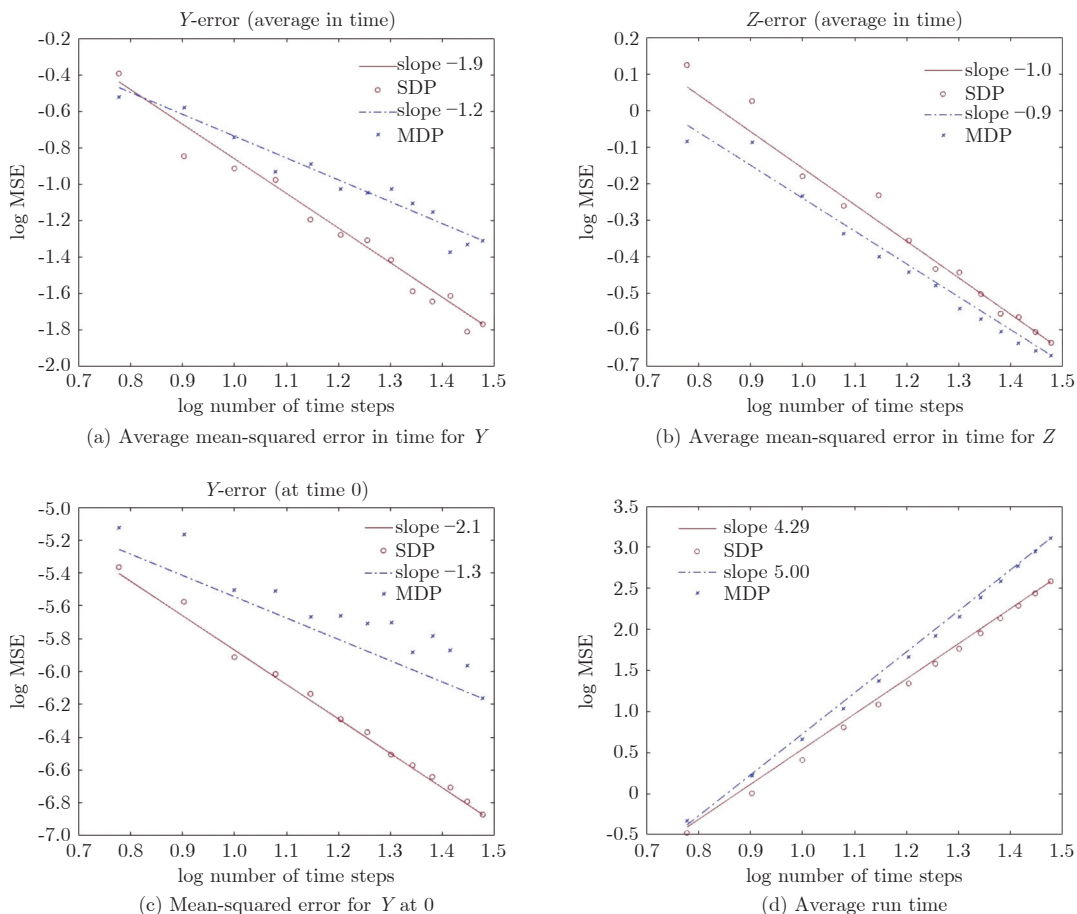 Y-error (average in time)
-0.2
-0.4
-0.6
-0.8
-1.0
-1.2
-1.4
-1.6
-1.8
-2.0
log MSE
slope −1.9
SDP
slope −1.2
MDP
0.7 0.8 0.9 1.0 1.1 1.2 1.3 1.4 1.5
log number of time steps
(a) Average mean-squared error in time for Y
Z-error (average in time)
0.2
0.1
0
-0.1
-0.2
-0.3
-0.4
-0.5
-0.6
-0.7
log MSE
slope −1.0
SDP
slope −0.9
MDP
0.7 0.8 0.9 1.0 1.1 1.2 1.3 1.4 1.5
log number of time steps
(b) Average mean-squared error in time for Z
Y-error (at time 0)
-5.0
-5.2
-5.4
-5.6
-5.8
-6.0
-6.2
-6.4
-6.6
-6.8
-7.0
log MSE
slope −2.1
SDP
slope −1.3
MDP
0.7 0.8 0.9 1.0 1.1 1.2 1.3 1.4 1.5
log number of time steps
(c) Mean-squared error for Y at 0
3.5
3.0
2.5
2.0
1.5
1.0
0.5
0
-0.5
log MSE
slope 4.29
SDP
slope 5.00
MDP
0.7 0.8 0.9 1.0 1.1 1.2 1.3 1.4 1.5
log number of time steps
(d) Average run time